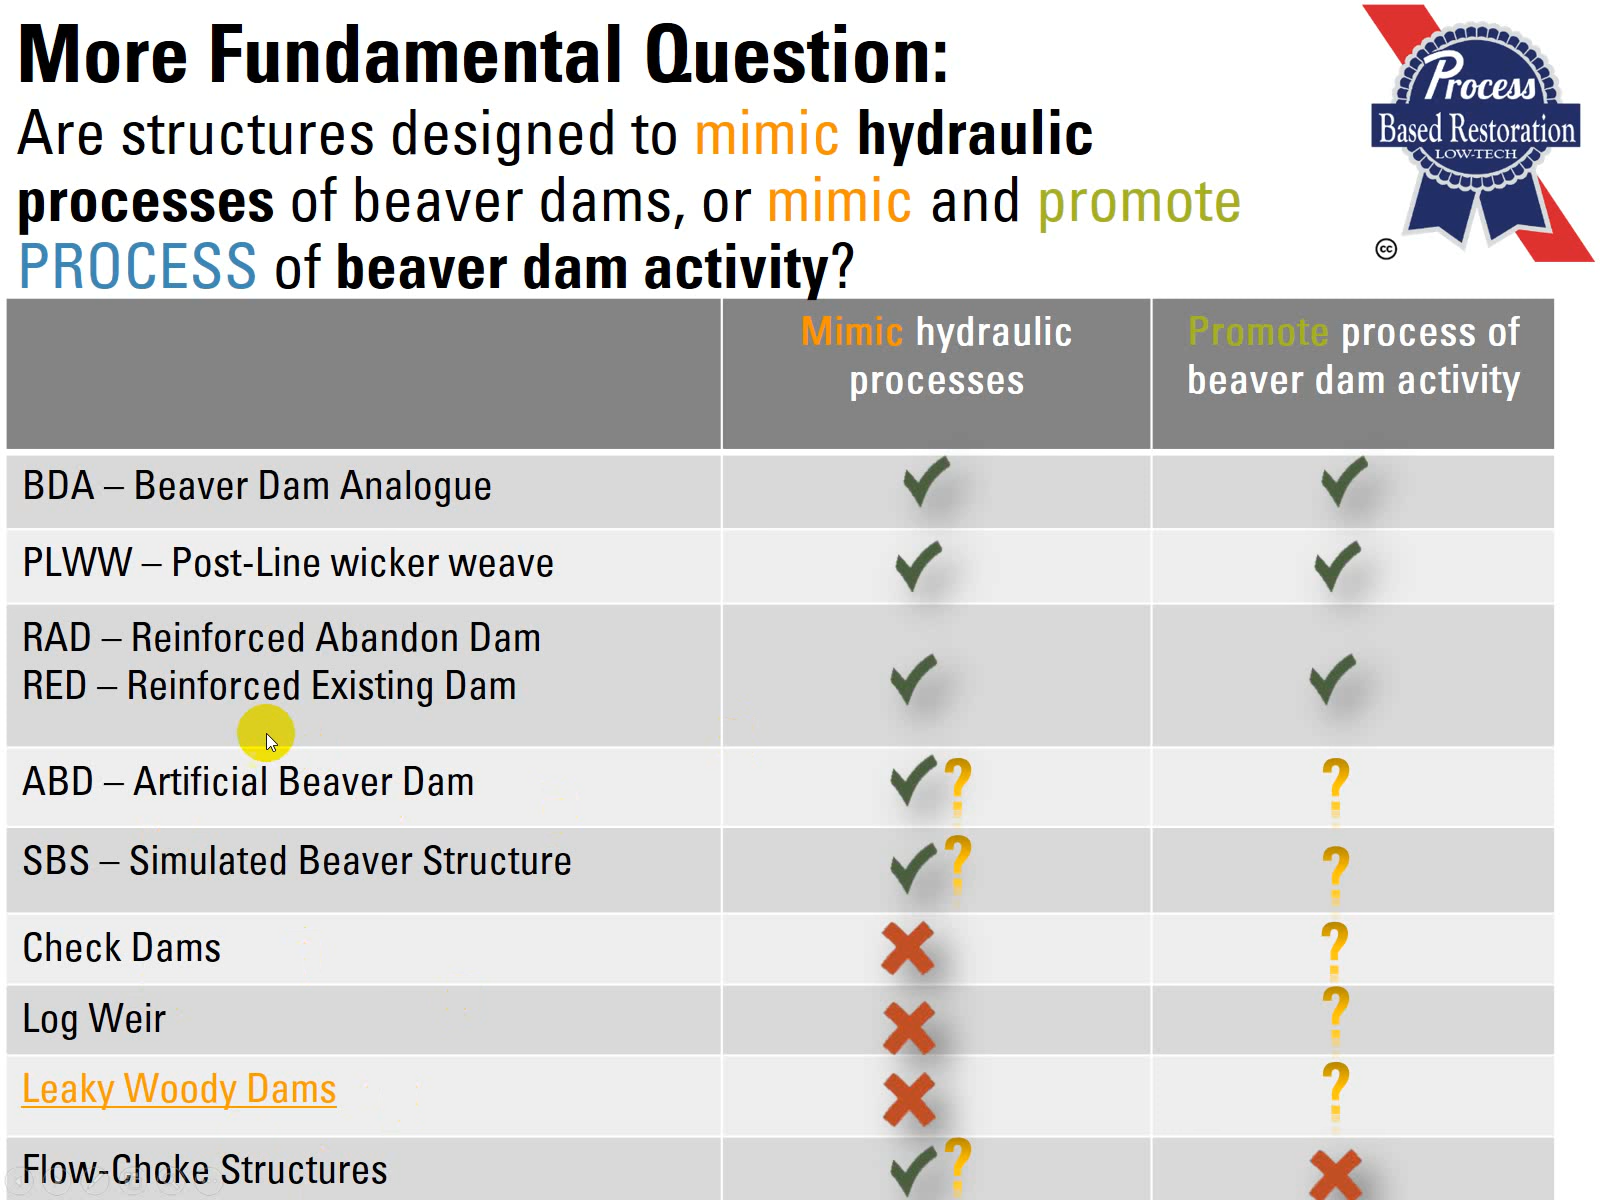 More Fundamental Question:
Are structures designed to mimic hydraulic
processes of beaver dams, or mimic and promote
PROCESS of beaver dam activity?
Process
Based Restoration
LOW-TECH
cc
Mimic hydraulic
processes
Promote process of
beaver dam activity
BDA – Beaver Dam Analogue
PLWW – Post-Line wicker weave
RAD – Reinforced Abandon Dam
RED – Reinforced Existing Dam
ABD – Artificial Beaver Dam
? ?
SBS – Simulated Beaver Structure
? ?
Check Dams
?
Log Weir
?
Leaky Woody Dams
?
Flow-Choke Structures
?